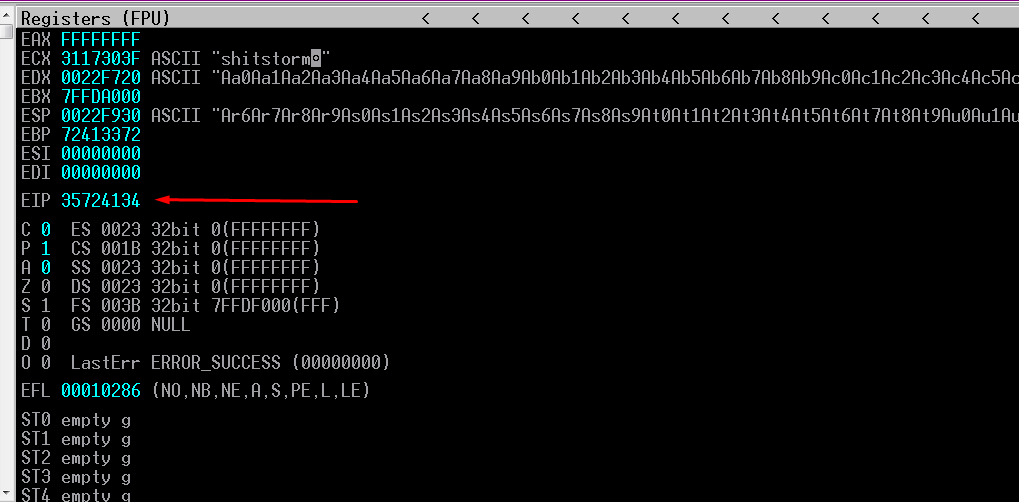 Registers (FPU) < < < < < < < < < < < <
EAX FFFFFFFF
ECX 3117303F ASCII "shitstorm¤"
EDX 0022F720 ASCII "Aa0Aa1Aa2Aa3Aa4Aa5Aa6Aa7Aa8Aa9Ab0Ab1Ab2Ab3Ab4Ab5Ab6Ab7Ab8Ab9Ac0Ac1Ac2Ac3Ac4Ac5Ac
EBX 7FFDA000
ESP 0022F930 ASCII "Ar6Ar7Ar8Ar9As0As1As2As3As4As5As6As7As8As9At0At1At2At3At4At5At6At7At8At9Au0Au1Au
EBP 72413372
ESI 00000000
EDI 00000000
EIP 35724134
C 0 ES 0023 32bit 0(FFFFFFFF)
P 1 CS 001B 32bit 0(FFFFFFFF)
A 0 SS 0023 32bit 0(FFFFFFFF)
Z 0 DS 0023 32bit 0(FFFFFFFF)
S 1 FS 003B 32bit 7FFDF000(FFF)
T 0 GS 0000 NULL
D 0
O 0 LastErr ERROR_SUCCESS (00000000)
EFL 00010286 (NO,NB,NE,A,S,PE,L,LE)
ST0 empty g
ST1 empty g
ST2 empty g
ST3 empty g
ST4 empty g